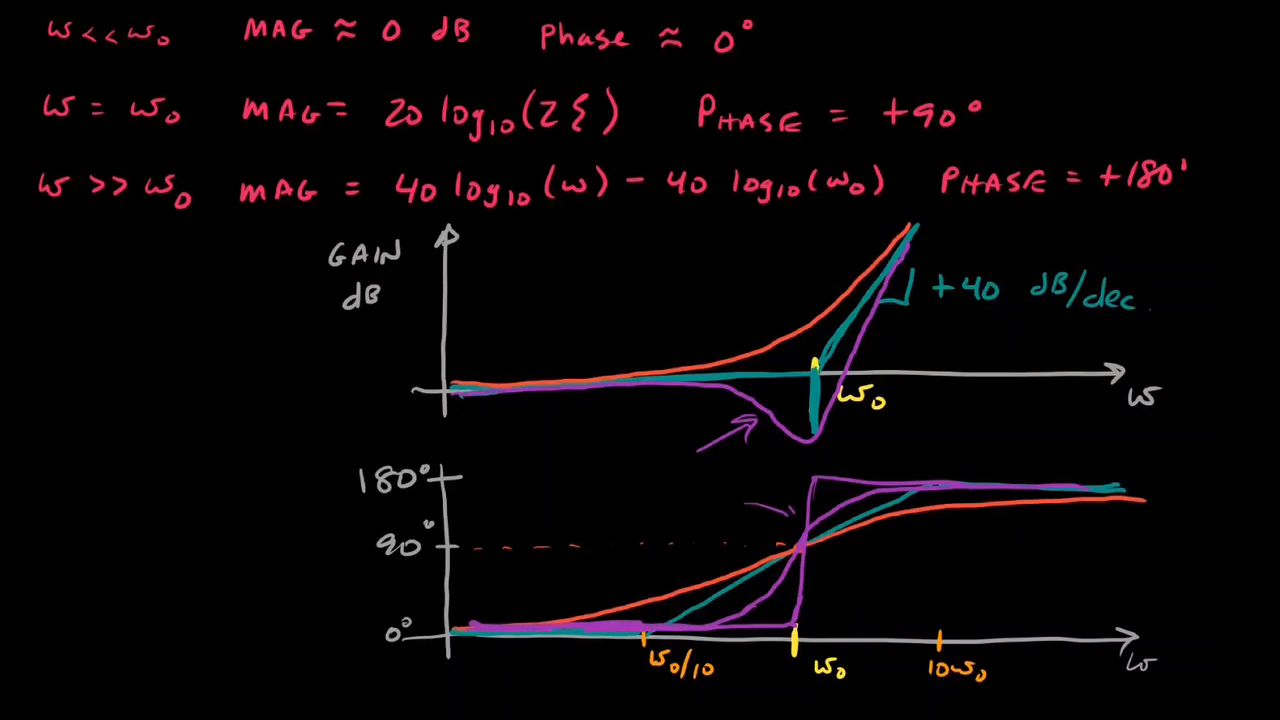 ω << ω₀ MAG ≈ 0 dB Phase ≈ 0°
ω = ω₀ MAG = 20 log₁₀(2ζ) PHASE = +90°
ω >> ω₀ MAG = 40 log₁₀(ω) - 40 log₁₀(ω₀) PHASE = +180°
GAIN
dB
+40 dB/dec.
ω₀
ω
180°
90°
0°
ω₀/10
ω₀
10ω₀
ω